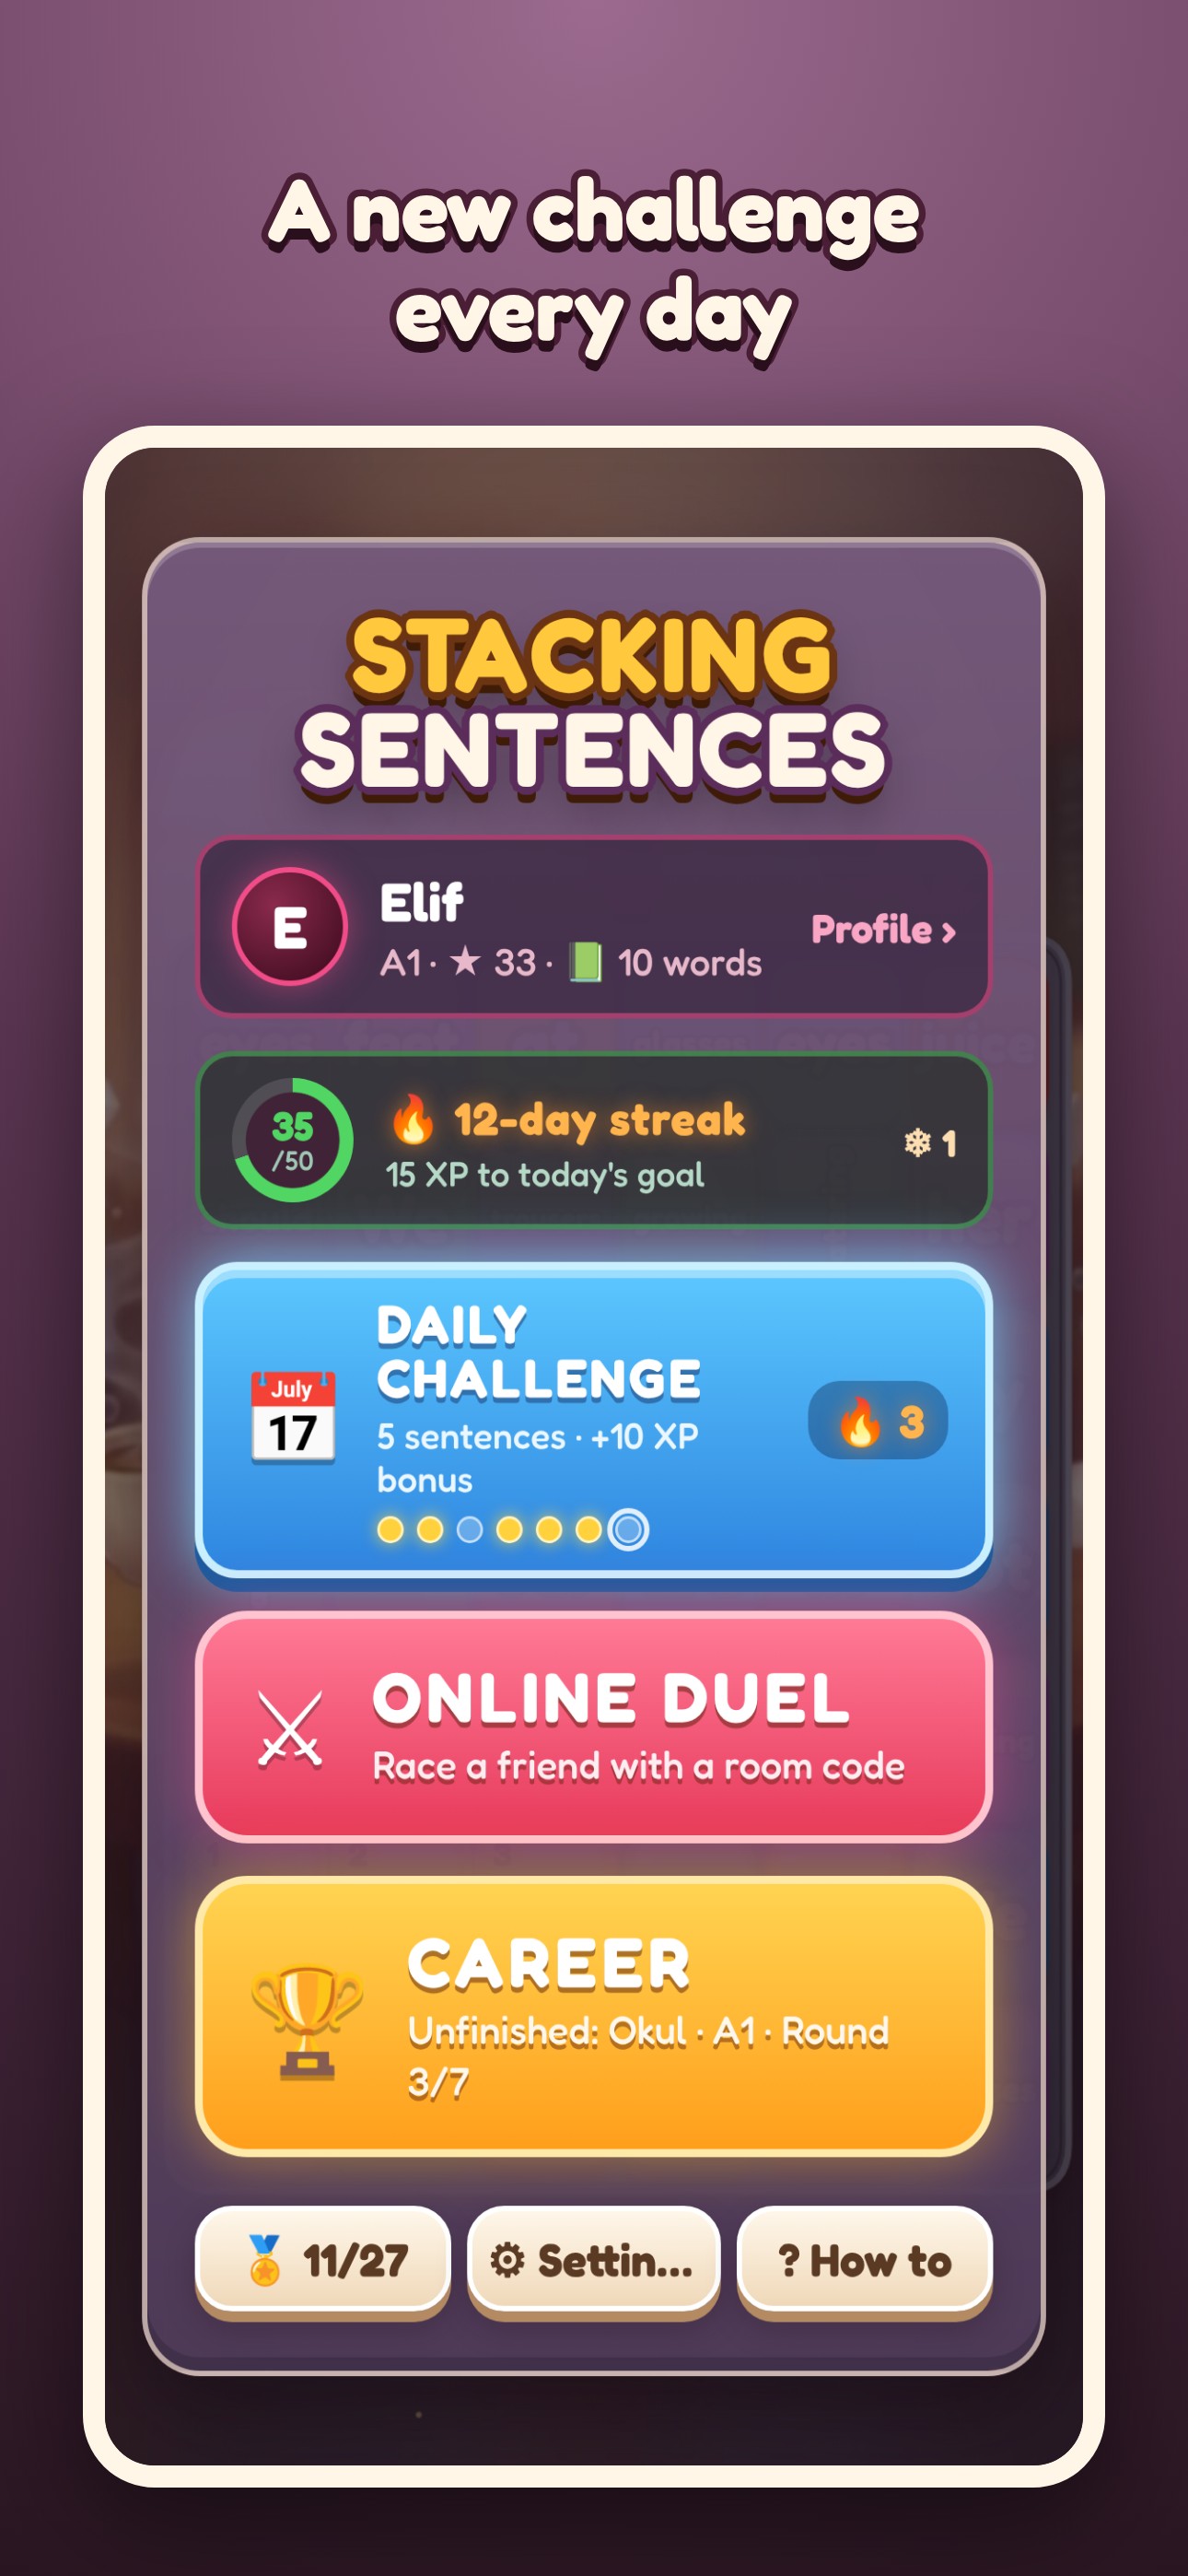 A new challenge
every day
STACKING
SENTENCES
E
Elif
A1 · ★ 33 · 📗 10 words
Profile ›
35
/50
🔥 12-day streak
15 XP to today's goal
❄ 1
DAILY
CHALLENGE
July
17
5 sentences · +10 XP
bonus
🔥 3
⚔ ONLINE DUEL
Race a friend with a room code
🏆 CAREER
Unfinished: Okul · A1 · Round
3/7
🏅 11/27
⚙ Settin...
? How to